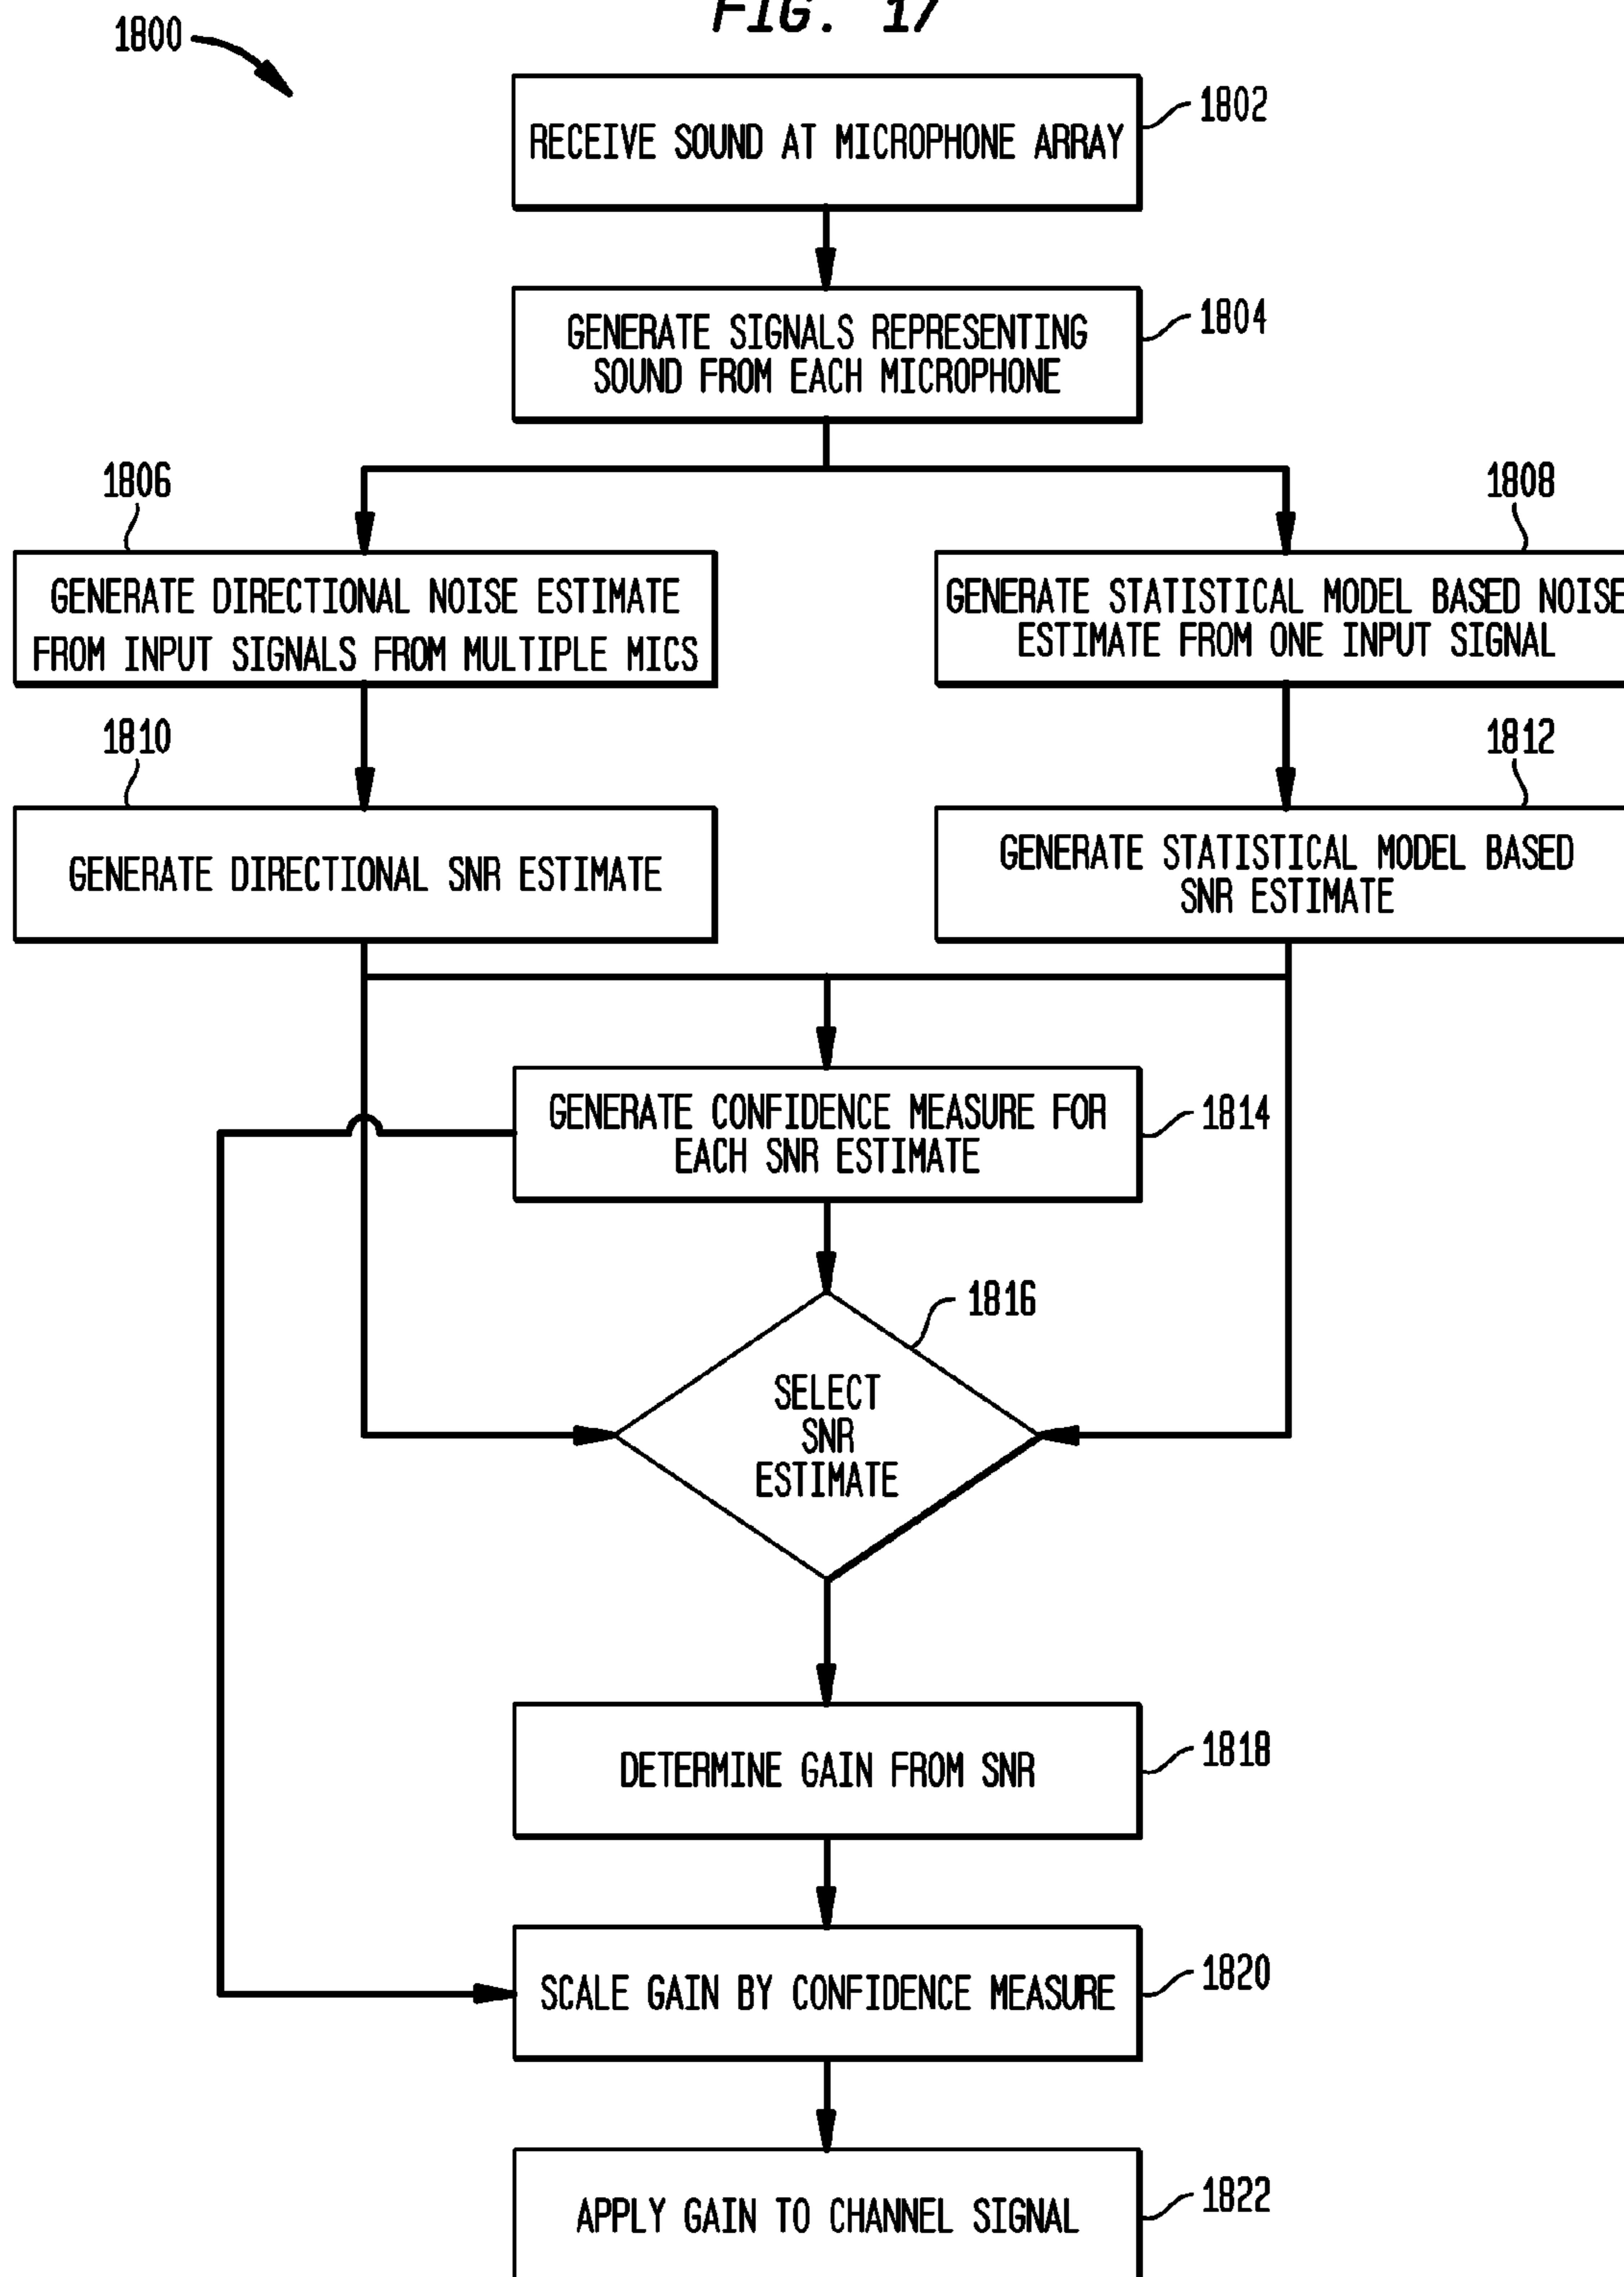 FIG. 17
1800
RECEIVE SOUND AT MICROPHONE ARRAY
1802
GENERATE SIGNALS REPRESENTING
SOUND FROM EACH MICROPHONE
1804
1806
1808
GENERATE DIRECTIONAL NOISE ESTIMATE
FROM INPUT SIGNALS FROM MULTIPLE MICS
GENERATE STATISTICAL MODEL BASED NOISE
ESTIMATE FROM ONE INPUT SIGNAL
1810
1812
GENERATE DIRECTIONAL SNR ESTIMATE
GENERATE STATISTICAL MODEL BASED
SNR ESTIMATE
GENERATE CONFIDENCE MEASURE FOR
EACH SNR ESTIMATE
1814
1816
SELECT
SNR
ESTIMATE
DETERMINE GAIN FROM SNR
1818
SCALE GAIN BY CONFIDENCE MEASURE
1820
APPLY GAIN TO CHANNEL SIGNAL
1822